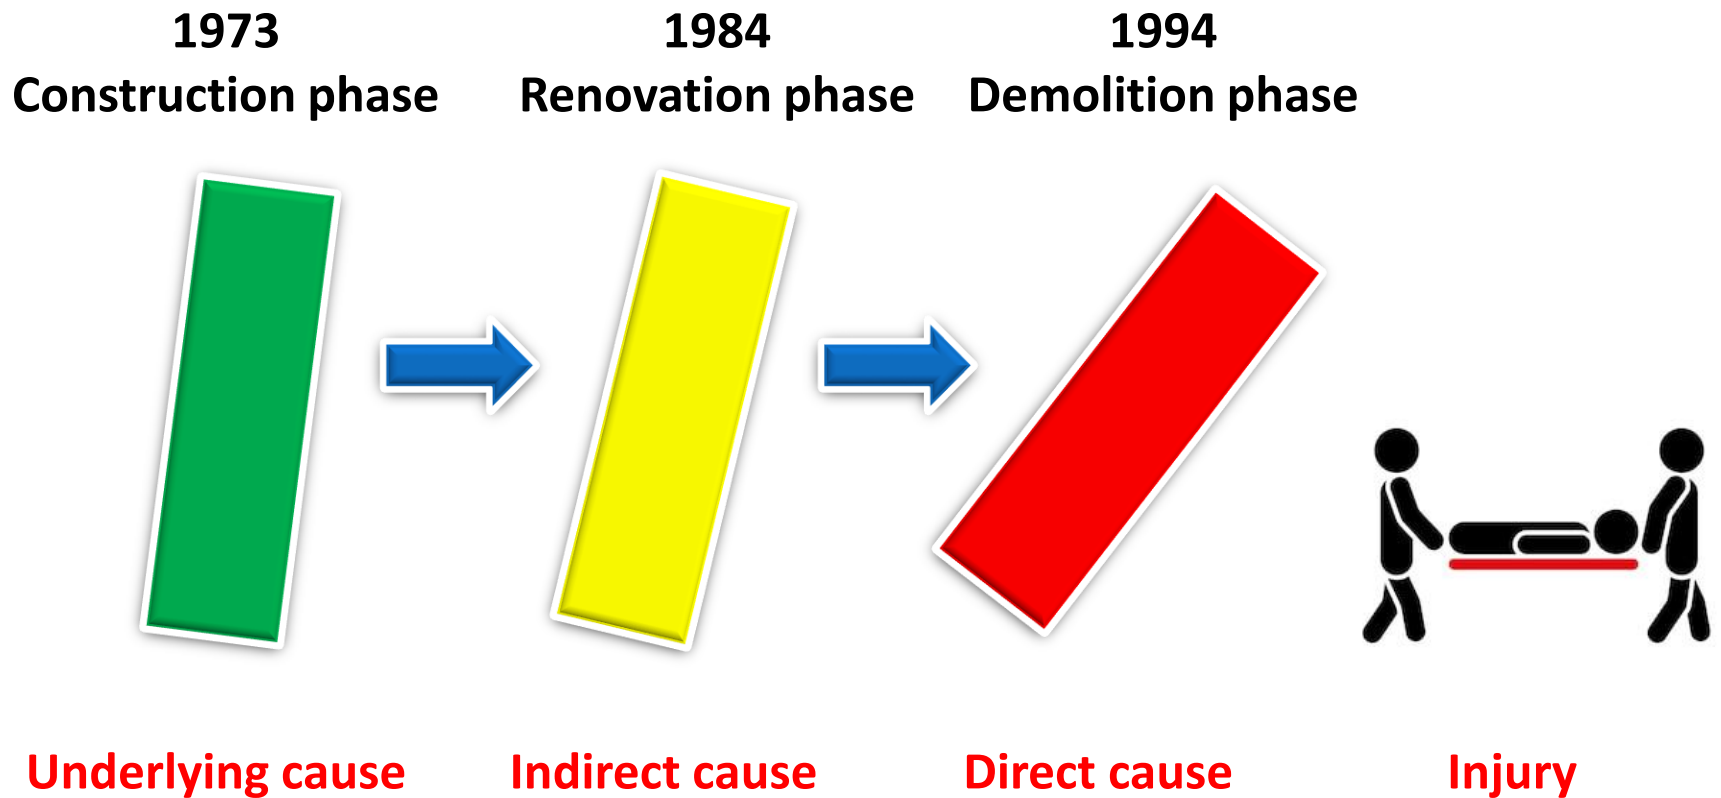 1973
Construction phase
1984
Renovation phase
1994
Demolition phase
Underlying cause
Indirect cause
Direct cause
Injury